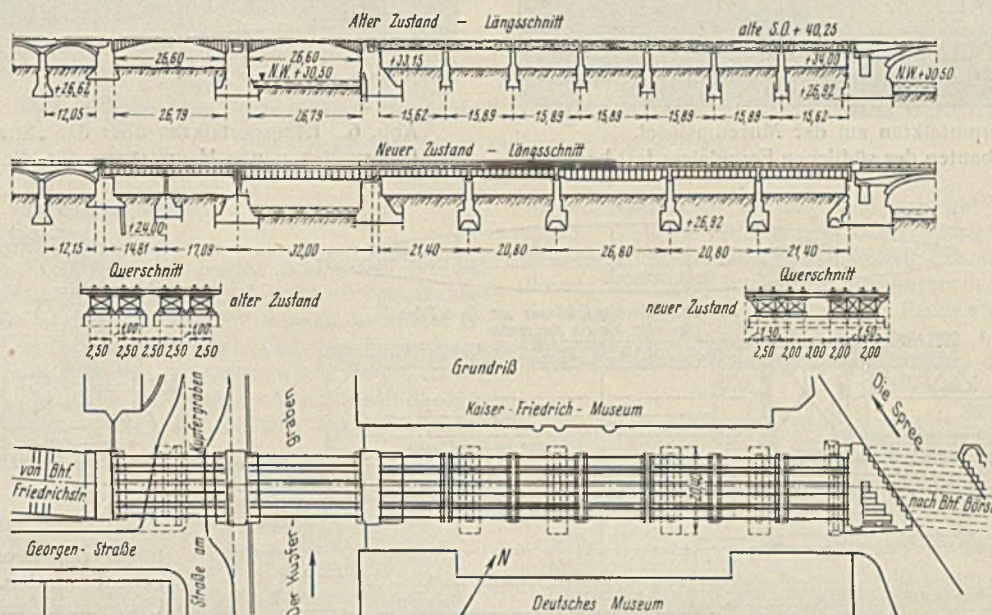 Alter Zustand – Längsschnitt
alte S.O. + 40,25
26,60 26,60 +33,15 +34,00
N.W. +30,50 N.W. +30,50
+26,62 +26,92
12,05 26,79 26,79 15,62 15,89 15,89 15,89 15,89 15,89 15,62
Neuer Zustand – Längsschnitt
+24,00 +26,92
12,15 14,81 17,09 32,00 21,40 20,80 26,80 20,80 21,40
Querschnitt
alter Zustand
1,00 1,00
2,50 2,50 2,50 2,50 2,50
Querschnitt
neuer Zustand
1,50 1,50
2,50 2,00 3,00 2,00 2,00
Grundriß
Kaiser-Friedrich-Museum
Die Spree
von Bhf.
Friedrichstr.
Kupfergraben
graben
20,40
nach Bhf. Börse
Georgen-Straße
Straße am
Der Kupfer-
N
Deutsches Museum